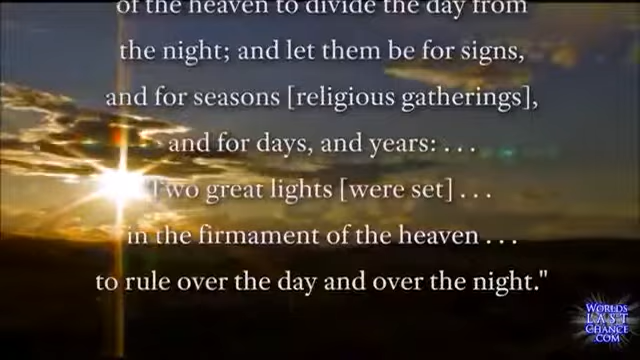 of the heaven to divide the day from
the night; and let them be for signs,
and for seasons [religious gatherings],
and for days, and years: . . .
Two great lights [were set] . . .
in the firmament of the heaven . . .
to rule over the day and over the night."
WORLDS
LAST
CHANCE
.COM